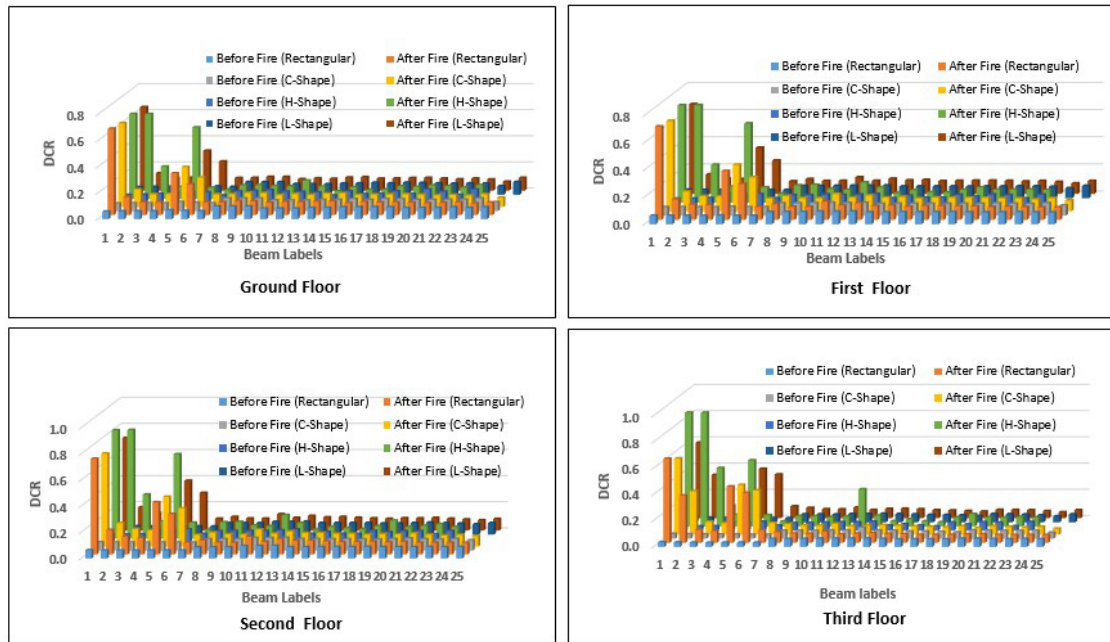 Before Fire (Rectangular) After Fire (Rectangular)
Before Fire (C-Shape) After Fire (C-Shape)
Before Fire (H-Shape) After Fire (H-Shape)
Before Fire (L-Shape) After Fire (L-Shape)
0.8
0.6
0.4
0.2
0.0
DCR
1 2 3 4 5 6 7 8 9 10 11 12 13 14 15 16 17 18 19 20 21 22 23 24 25
Beam Labels
Ground Floor
Before Fire (Rectangular) After Fire (Rectangular)
Before Fire (C-Shape) After Fire (C-Shape)
Before Fire (H-Shape) After Fire (H-Shape)
Before Fire (L-Shape) After Fire (L-Shape)
0.8
0.6
0.4
0.2
0.0
DCR
1 2 3 4 5 6 7 8 9 10 11 12 13 14 15 16 17 18 19 20 21 22 23 24 25
Beam Labels
First Floor
Before Fire (Rectangular) After Fire (Rectangular)
Before Fire (C-Shape) After Fire (C-Shape)
Before Fire (H-Shape) After Fire (H-Shape)
Before Fire (L-Shape) After Fire (L-Shape)
1.0
0.8
0.6
0.4
0.2
0.0
DCR
1 2 3 4 5 6 7 8 9 10 11 12 13 14 15 16 17 18 19 20 21 22 23 24 25
Beam Labels
Second Floor
Before Fire (Rectangular) After Fire (Rectangular)
Before Fire (C-Shape) After Fire (C-Shape)
Before Fire (H-Shape) After Fire (H-Shape)
Before Fire (L-Shape) After Fire (L-Shape)
1.0
0.8
0.6
0.4
0.2
0.0
DCR
1 2 3 4 5 6 7 8 9 10 11 12 13 14 15 16 17 18 19 20 21 22 23 24 25
Beam labels
Third Floor